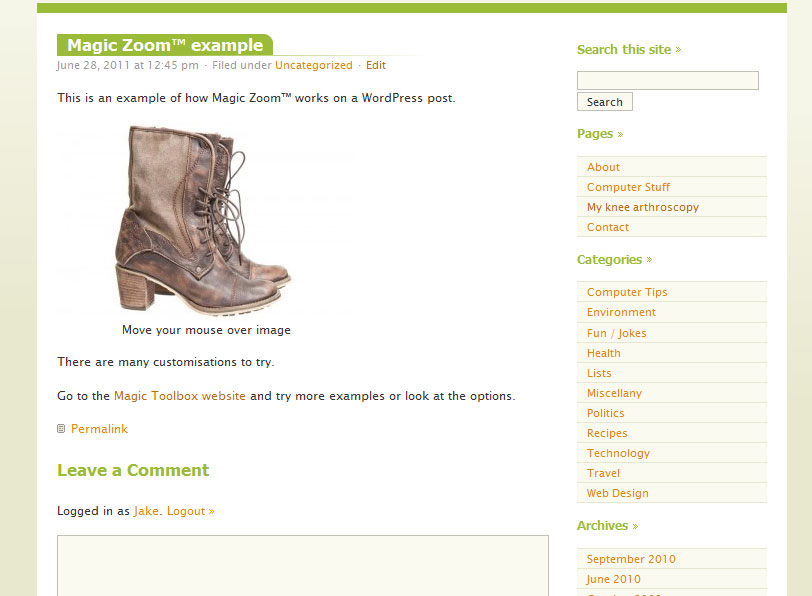 Magic Zoom™ example
June 28, 2011 at 12:45 pm · Filed under Uncategorized · Edit
This is an example of how Magic Zoom™ works on a WordPress post.
Move your mouse over image
There are many customisations to try.
Go to the Magic Toolbox website and try more examples or look at the options.
Permalink
Leave a Comment
Logged in as Jake. Logout »
Search this site »
Search
Pages »
About
Computer Stuff
My knee arthroscopy
Contact
Categories »
Computer Tips
Environment
Fun / Jokes
Health
Lists
Miscellany
Politics
Recipes
Technology
Travel
Web Design
Archives »
September 2010
June 2010